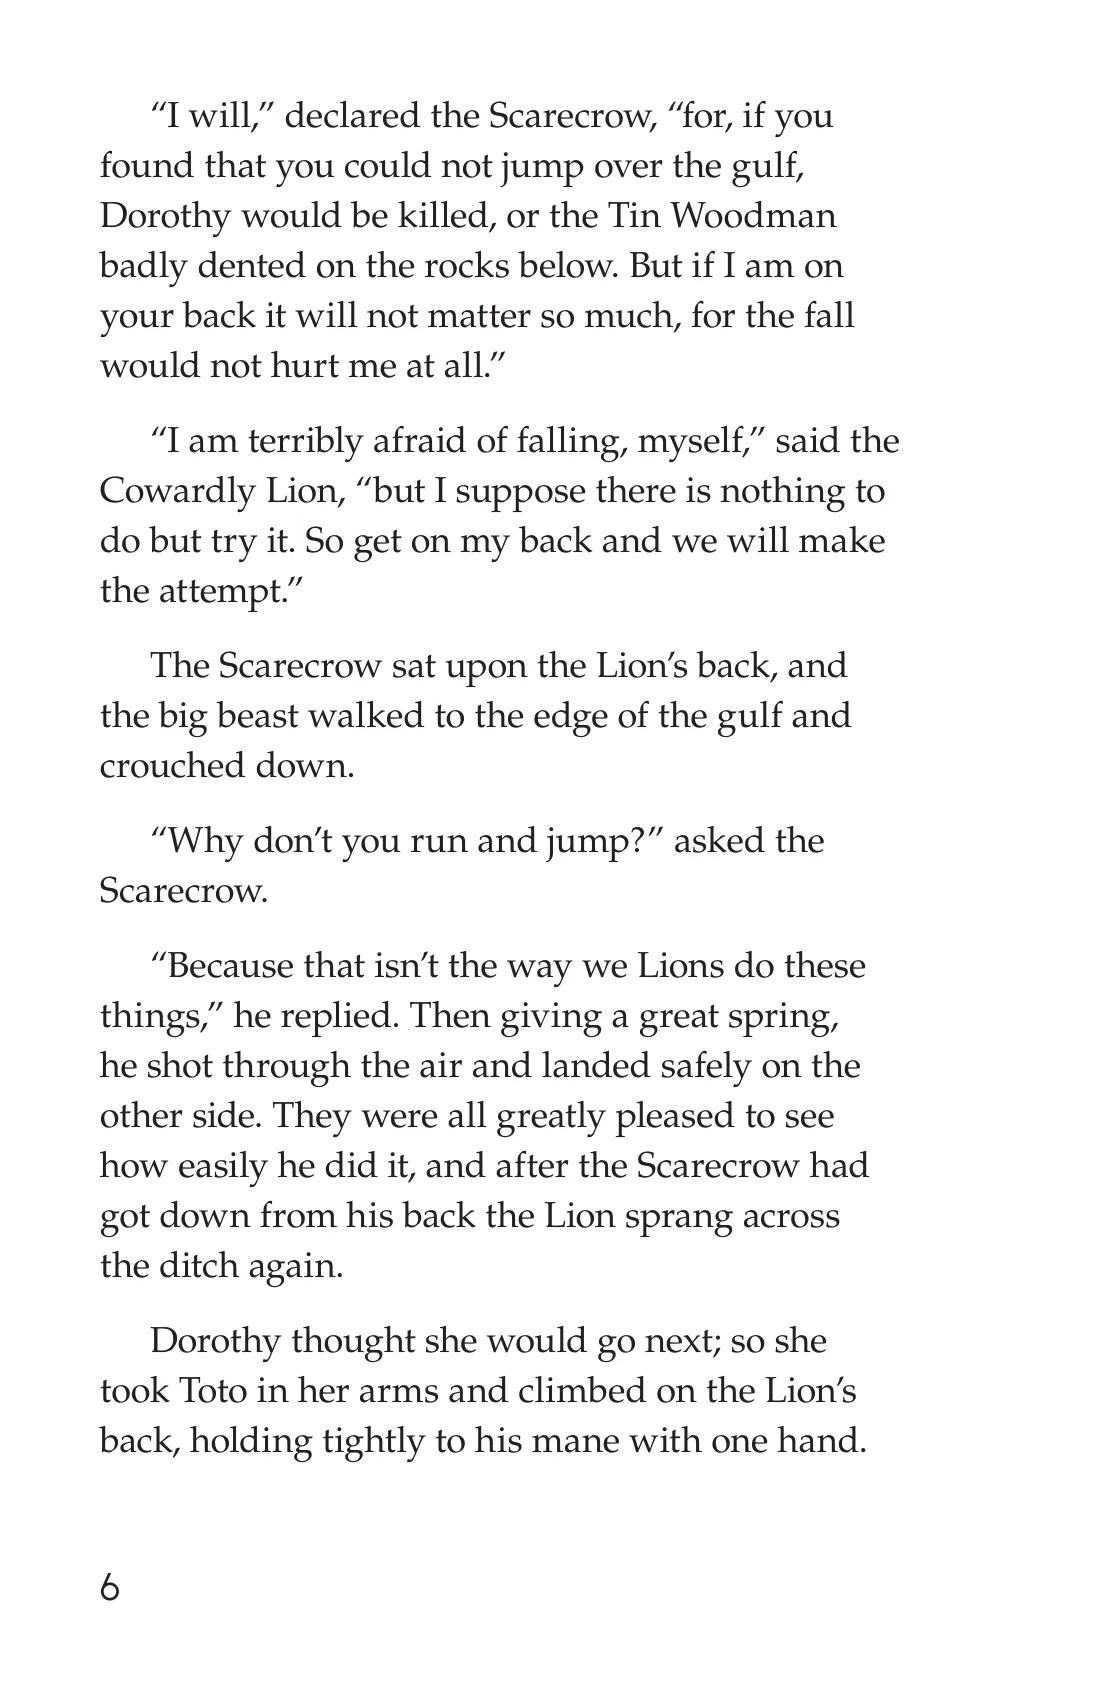 “I will,” declared the Scarecrow, “for, if you
found that you could not jump over the gulf,
Dorothy would be killed, or the Tin Woodman
badly dented on the rocks below. But if I am on
your back it will not matter so much, for the fall
would not hurt me at all.”
“I am terribly afraid of falling, myself,” said the
Cowardly Lion, “but I suppose there is nothing to
do but try it. So get on my back and we will make
the attempt.”
The Scarecrow sat upon the Lion’s back, and
the big beast walked to the edge of the gulf and
crouched down.
“Why don’t you run and jump?” asked the
Scarecrow.
“Because that isn’t the way we Lions do these
things,” he replied. Then giving a great spring,
he shot through the air and landed safely on the
other side. They were all greatly pleased to see
how easily he did it, and after the Scarecrow had
got down from his back the Lion sprang across
the ditch again.
Dorothy thought she would go next; so she
took Toto in her arms and climbed on the Lion’s
back, holding tightly to his mane with one hand.
6